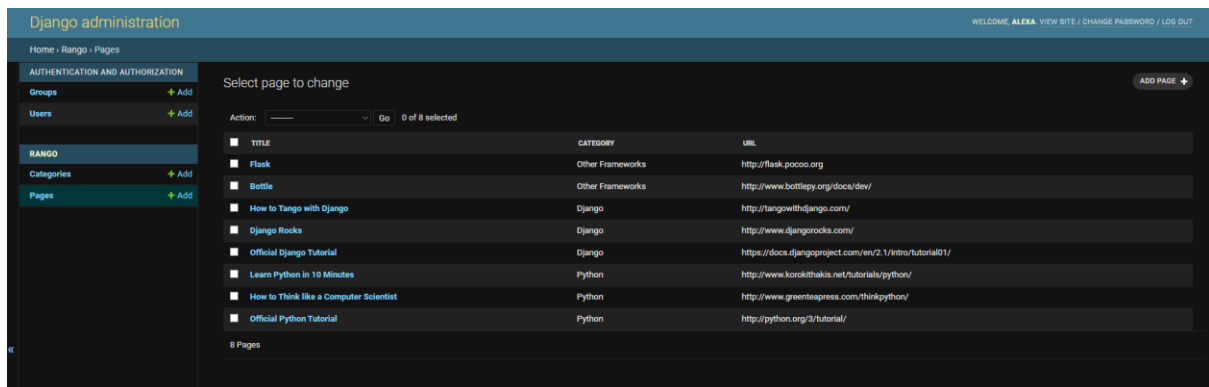 Django administration
WELCOME, ALEXA. VIEW SITE / CHANGE PASSWORD / LOG OUT
Home › Rango › Pages
AUTHENTICATION AND AUTHORIZATION
Groups + Add
Users + Add
RANGO
Categories + Add
Pages + Add
«
Select page to change
ADD PAGE +
Action: --------- Go 0 of 8 selected
TITLE CATEGORY URL
Flask Other Frameworks http://flask.pocoo.org
Bottle Other Frameworks http://www.bottlepy.org/docs/dev/
How to Tango with Django Django http://tangowithdjango.com/
Django Rocks Django http://www.djangorocks.com/
Official Django Tutorial Django https://docs.djangoproject.com/en/2.1/intro/tutorial01/
Learn Python in 10 Minutes Python http://www.korokithakis.net/tutorials/python/
How to Think like a Computer Scientist Python http://www.greenteapress.com/thinkpython/
Official Python Tutorial Python http://python.org/3/tutorial/
8 Pages